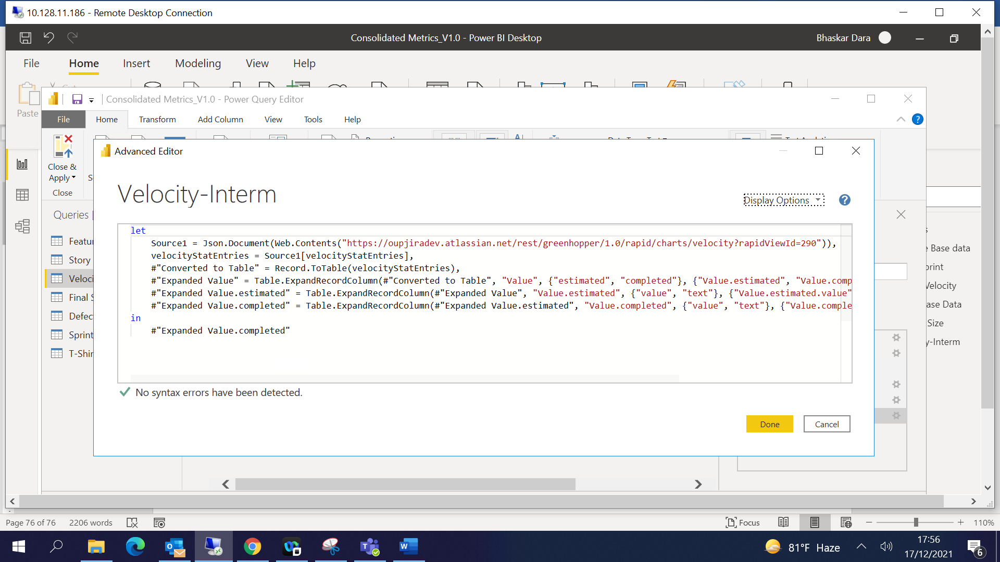 10.128.11.186 - Remote Desktop Connection
Consolidated Metrics_V1.0 - Power BI Desktop
Bhaskar Dara
File
Home
Insert
Modeling
View
Help
Paste
Consolidated Metrics_V1.0 - Power Query Editor
File
Home
Transform
Add Column
View
Tools
Help
Close &
Apply
Close
Advanced Editor
Velocity-Interm
Display Options
Queries
Featu
Story
Veloci
Final S
Defec
Sprint
T-Shir
let
Source1 = Json.Document(Web.Contents("https://oupjiradev.atlassian.net/rest/greenhopper/1.0/rapid/charts/velocity?rapidViewId=290")),
velocityStatEntries = Source1[velocityStatEntries],
#"Converted to Table" = Record.ToTable(velocityStatEntries),
#"Expanded Value" = Table.ExpandRecordColumn(#"Converted to Table", "Value", {"estimated", "completed"}, {"Value.estimated", "Value.comp
#"Expanded Value.estimated" = Table.ExpandRecordColumn(#"Expanded Value", "Value.estimated", {"value", "text"}, {"Value.estimated.value"
#"Expanded Value.completed" = Table.ExpandRecordColumn(#"Expanded Value.estimated", "Value.completed", {"value", "text"}, {"Value.comple
in
#"Expanded Value.completed"
No syntax errors have been detected.
Done
Cancel
Base data
print
Velocity
ase Data
Size
y-Interm
Page 76 of 76
2206 words
Focus
110%
81°F Haze
17:56
17/12/2021
6